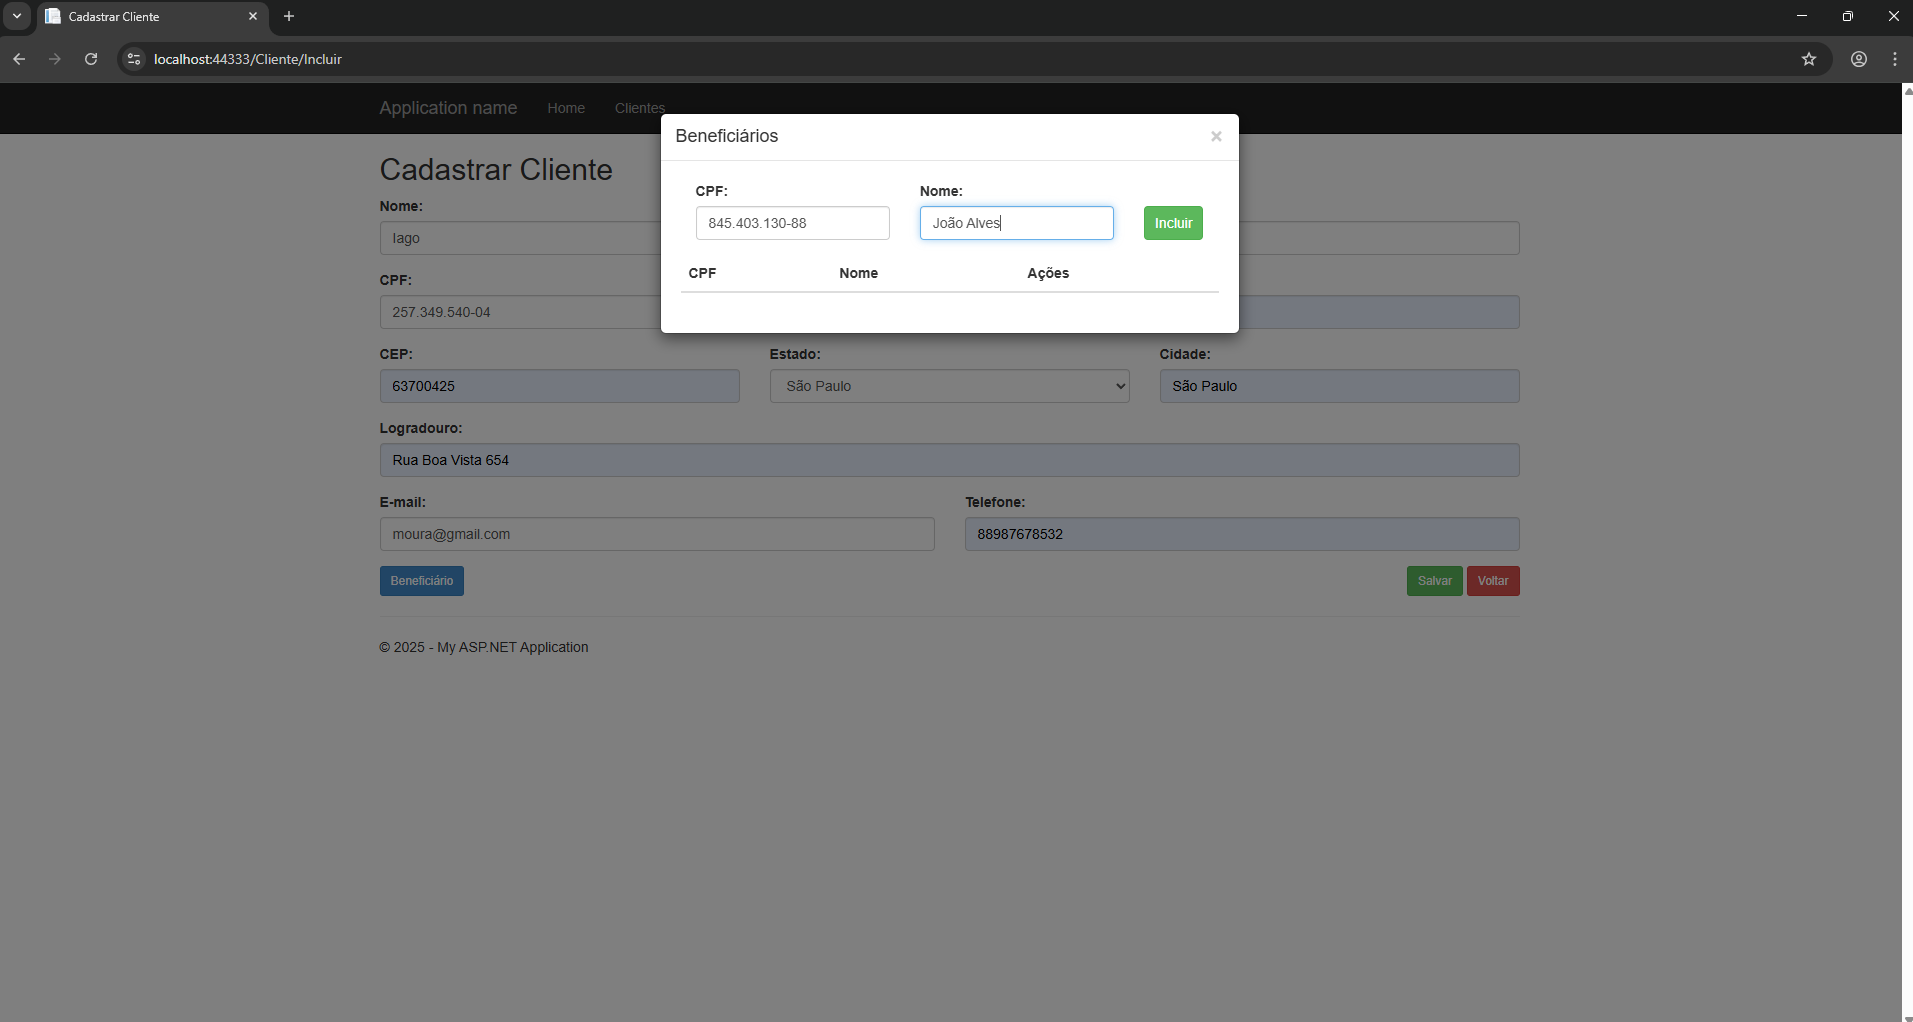 Cadastrar Cliente
localhost:44333/Cliente/Incluir
Application name Home Clientes
Beneficiários ×
CPF: Nome:
845.403.130-88 João Alves Incluir
CPF Nome Ações
Cadastrar Cliente
Nome:
Iago
CPF:
257.349.540-04
CEP: Estado: Cidade:
63700425 São Paulo São Paulo
Logradouro:
Rua Boa Vista 654
E-mail: Telefone:
moura@gmail.com 88987678532
Beneficiário Salvar Voltar
© 2025 - My ASP.NET Application